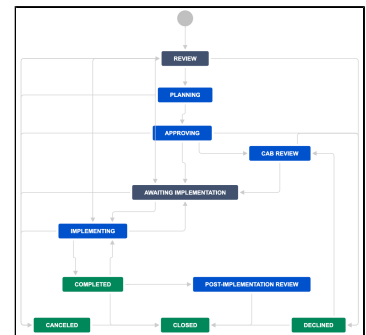 REVIEW
PLANNING
APPROVING
CAB REVIEW
AWAITING IMPLEMENTATION
IMPLEMENTING
COMPLETED
POST-IMPLEMENTATION REVIEW
CANCELED
CLOSED
DECLINED